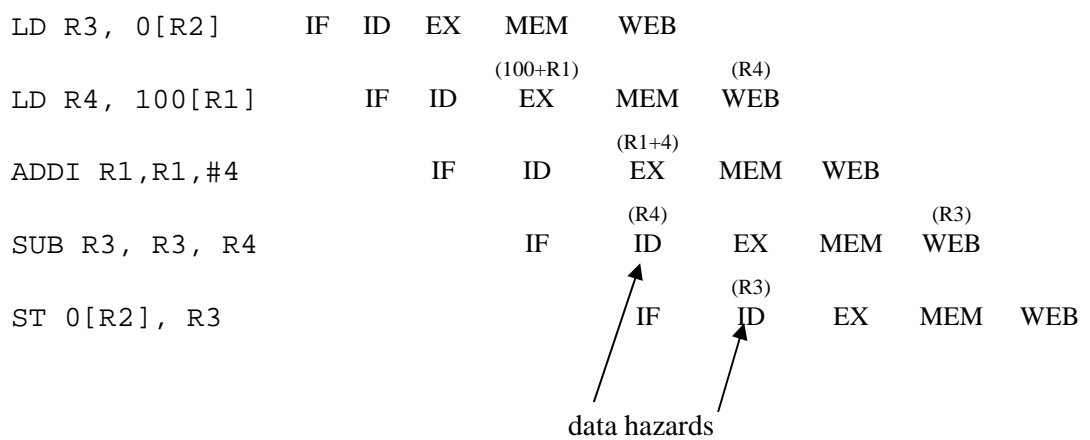 LD R3, 0[R2] IF ID EX MEM WEB
(100+R1) (R4)
LD R4, 100[R1] IF ID EX MEM WEB
(R1+4)
ADDI R1,R1,#4 IF ID EX MEM WEB
(R4) (R3)
SUB R3, R3, R4 IF ID EX MEM WEB
(R3)
ST 0[R2], R3 IF ID EX MEM WEB
data hazards